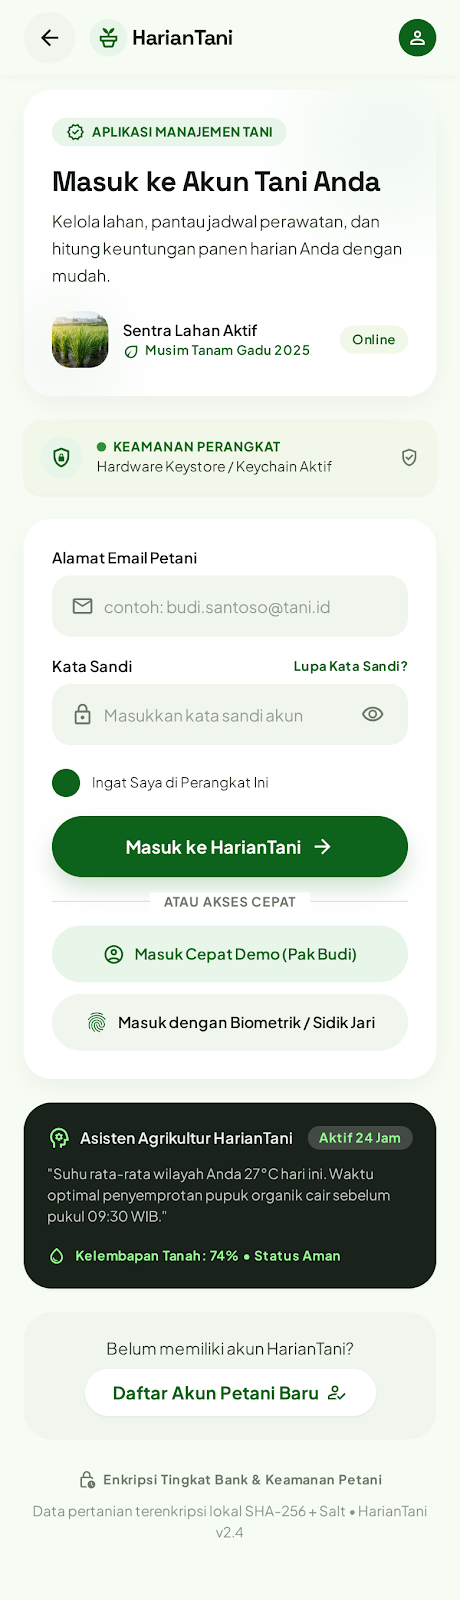 HarianTani
APLIKASI MANAJEMEN TANI
Masuk ke Akun Tani Anda
Kelola lahan, pantau jadwal perawatan, dan
hitung keuntungan panen harian Anda dengan
mudah.
Sentra Lahan Aktif
Musim Tanam Gadu 2025
Online
KEAMANAN PERANGKAT
Hardware Keystore / Keychain Aktif
Alamat Email Petani
contoh: budi.santoso@tani.id
Kata Sandi
Lupa Kata Sandi?
Masukkan kata sandi akun
Ingat Saya di Perangkat Ini
Masuk ke HarianTani
ATAU AKSES CEPAT
Masuk Cepat Demo (Pak Budi)
Masuk dengan Biometrik / Sidik Jari
Asisten Agrikultur HarianTani
Aktif 24 Jam
"Suhu rata-rata wilayah Anda 27°C hari ini. Waktu
optimal penyemprotan pupuk organik cair sebelum
pukul 09:30 WIB."
Kelembapan Tanah: 74% • Status Aman
Belum memiliki akun HarianTani?
Daftar Akun Petani Baru
Enkripsi Tingkat Bank & Keamanan Petani
Data pertanian terenkripsi lokal SHA-256 + Salt • HarianTani
v2.4